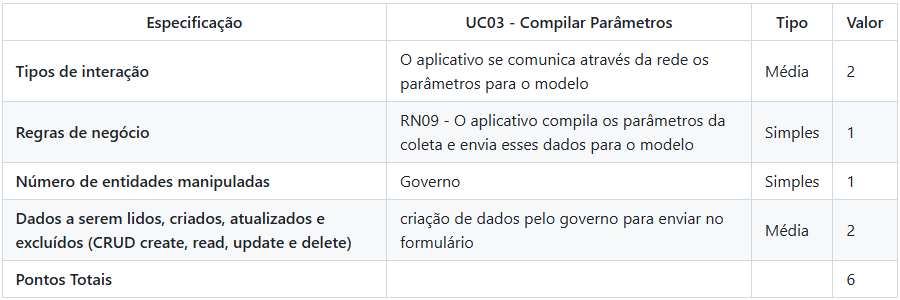 Especificação UC03 - Compilar Parâmetros Tipo Valor
Tipos de interação O aplicativo se comunica através da rede os Média 2
parâmetros para o modelo
Regras de negócio RN09 - O aplicativo compila os parâmetros da Simples 1
coleta e envia esses dados para o modelo
Número de entidades manipuladas Governo Simples 1
Dados a serem lidos, criados, atualizados e criação de dados pelo governo para enviar no Média 2
excluídos (CRUD create, read, update e delete) formulário
Pontos Totais 6